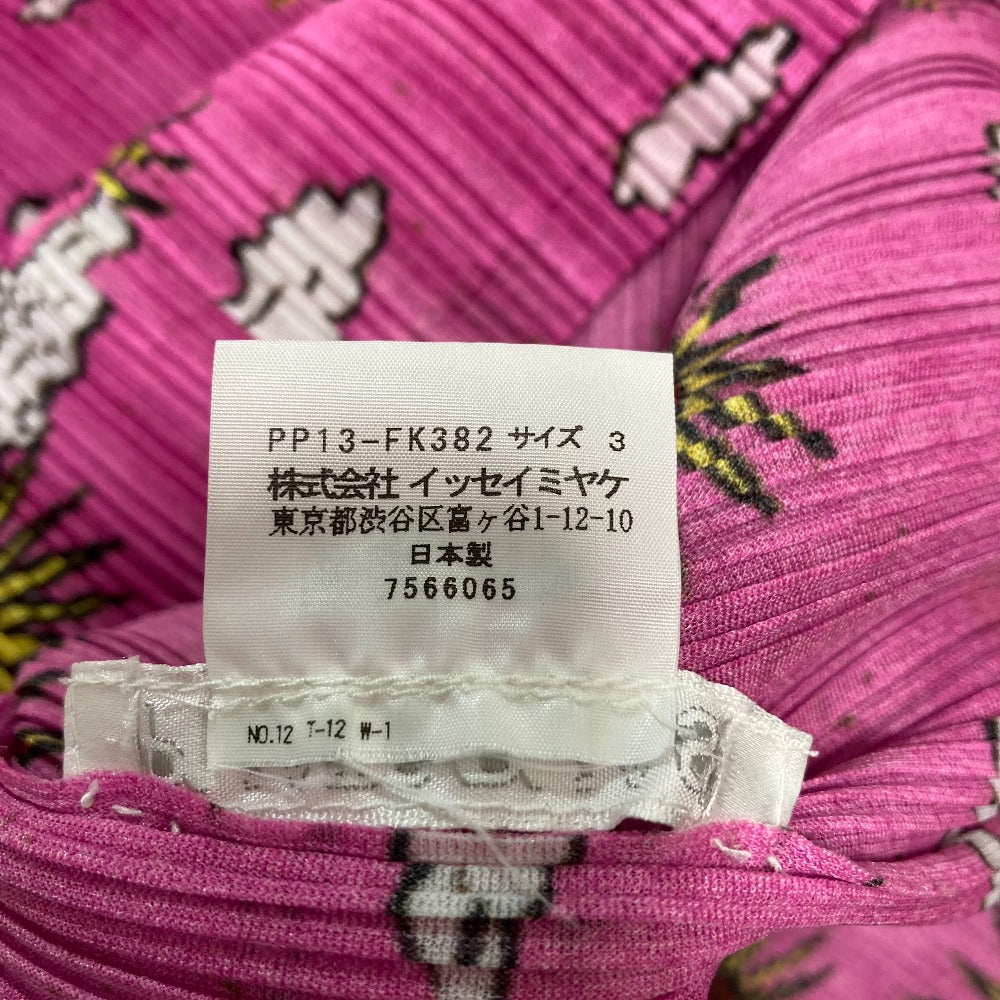 PP13-FK382 サイズ 3
株式会社 イッセイミヤケ
東京都渋谷区富ヶ谷1-12-10
日本製
7566065
NO.12 T-12 W-1